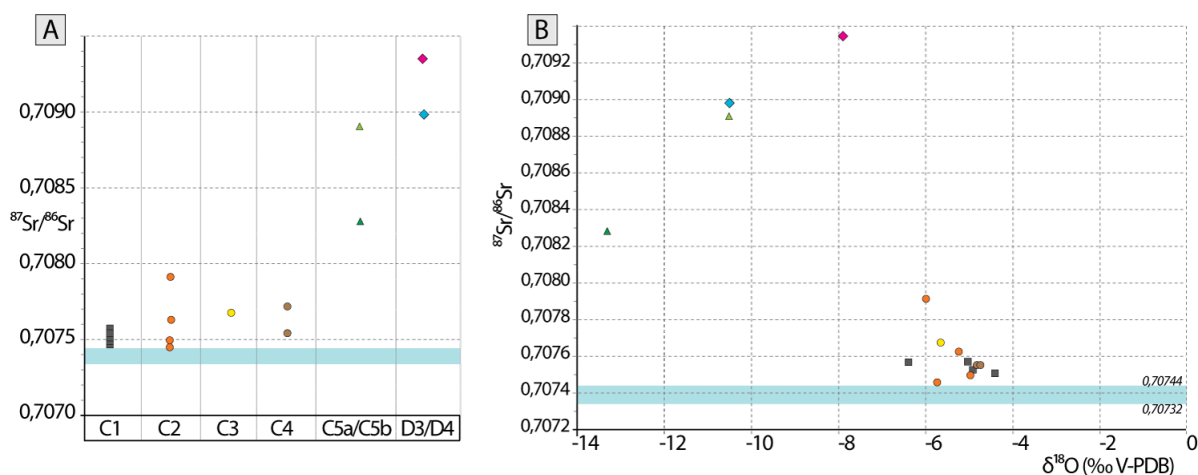 A
0,7090
0,7085
⁸⁷Sr/⁸⁶Sr
0,7080
0,7075
0,7070
C1 C2 C3 C4 C5a/C5b D3/D4
B
0,7092
0,7090
0,7088
0,7086
0,7084
0,7082
0,7080
0,7078
0,7076
0,7074
0,7072
⁸⁷Sr/⁸⁶Sr
0,70744
0,70732
-14 -12 -10 -8 -6 -4 -2 0
δ¹⁸O (‰ V-PDB)